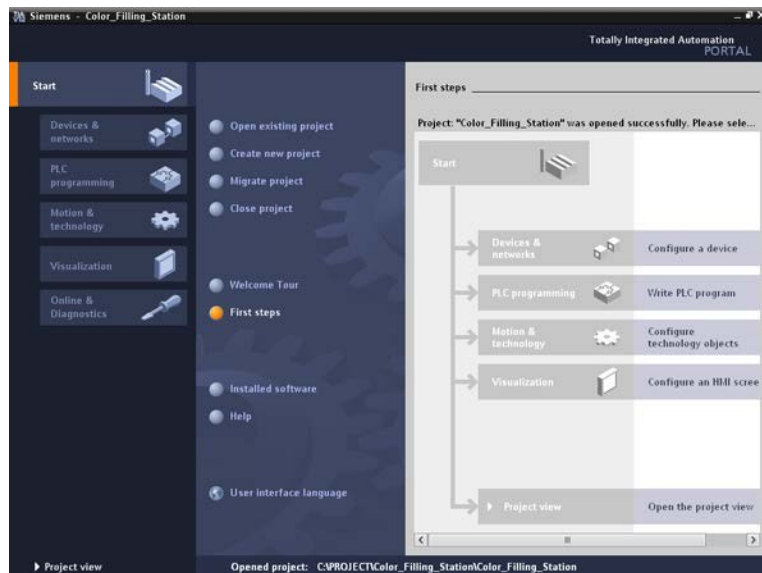 Siemens - Color_Filling_Station
Totally Integrated Automation
PORTAL
Start
Devices &
networks
PLC
programming
Motion &
technology
Visualization
Online &
Diagnostics
Open existing project
Create new project
Migrate project
Close project
Welcome Tour
First steps
Installed software
Help
User interface language
First steps
Project: "Color_Filling_Station" was opened successfully. Please sele...
Start
Devices &
networks
Configure a device
PLC programming
Write PLC program
Motion &
technology
Configure
technology objects
Visualization
Configure an HMI scree
Project view
Open the project view
Project view
Opened project: C:\PROJECT\Color_Filling_Station\Color_Filling_Station